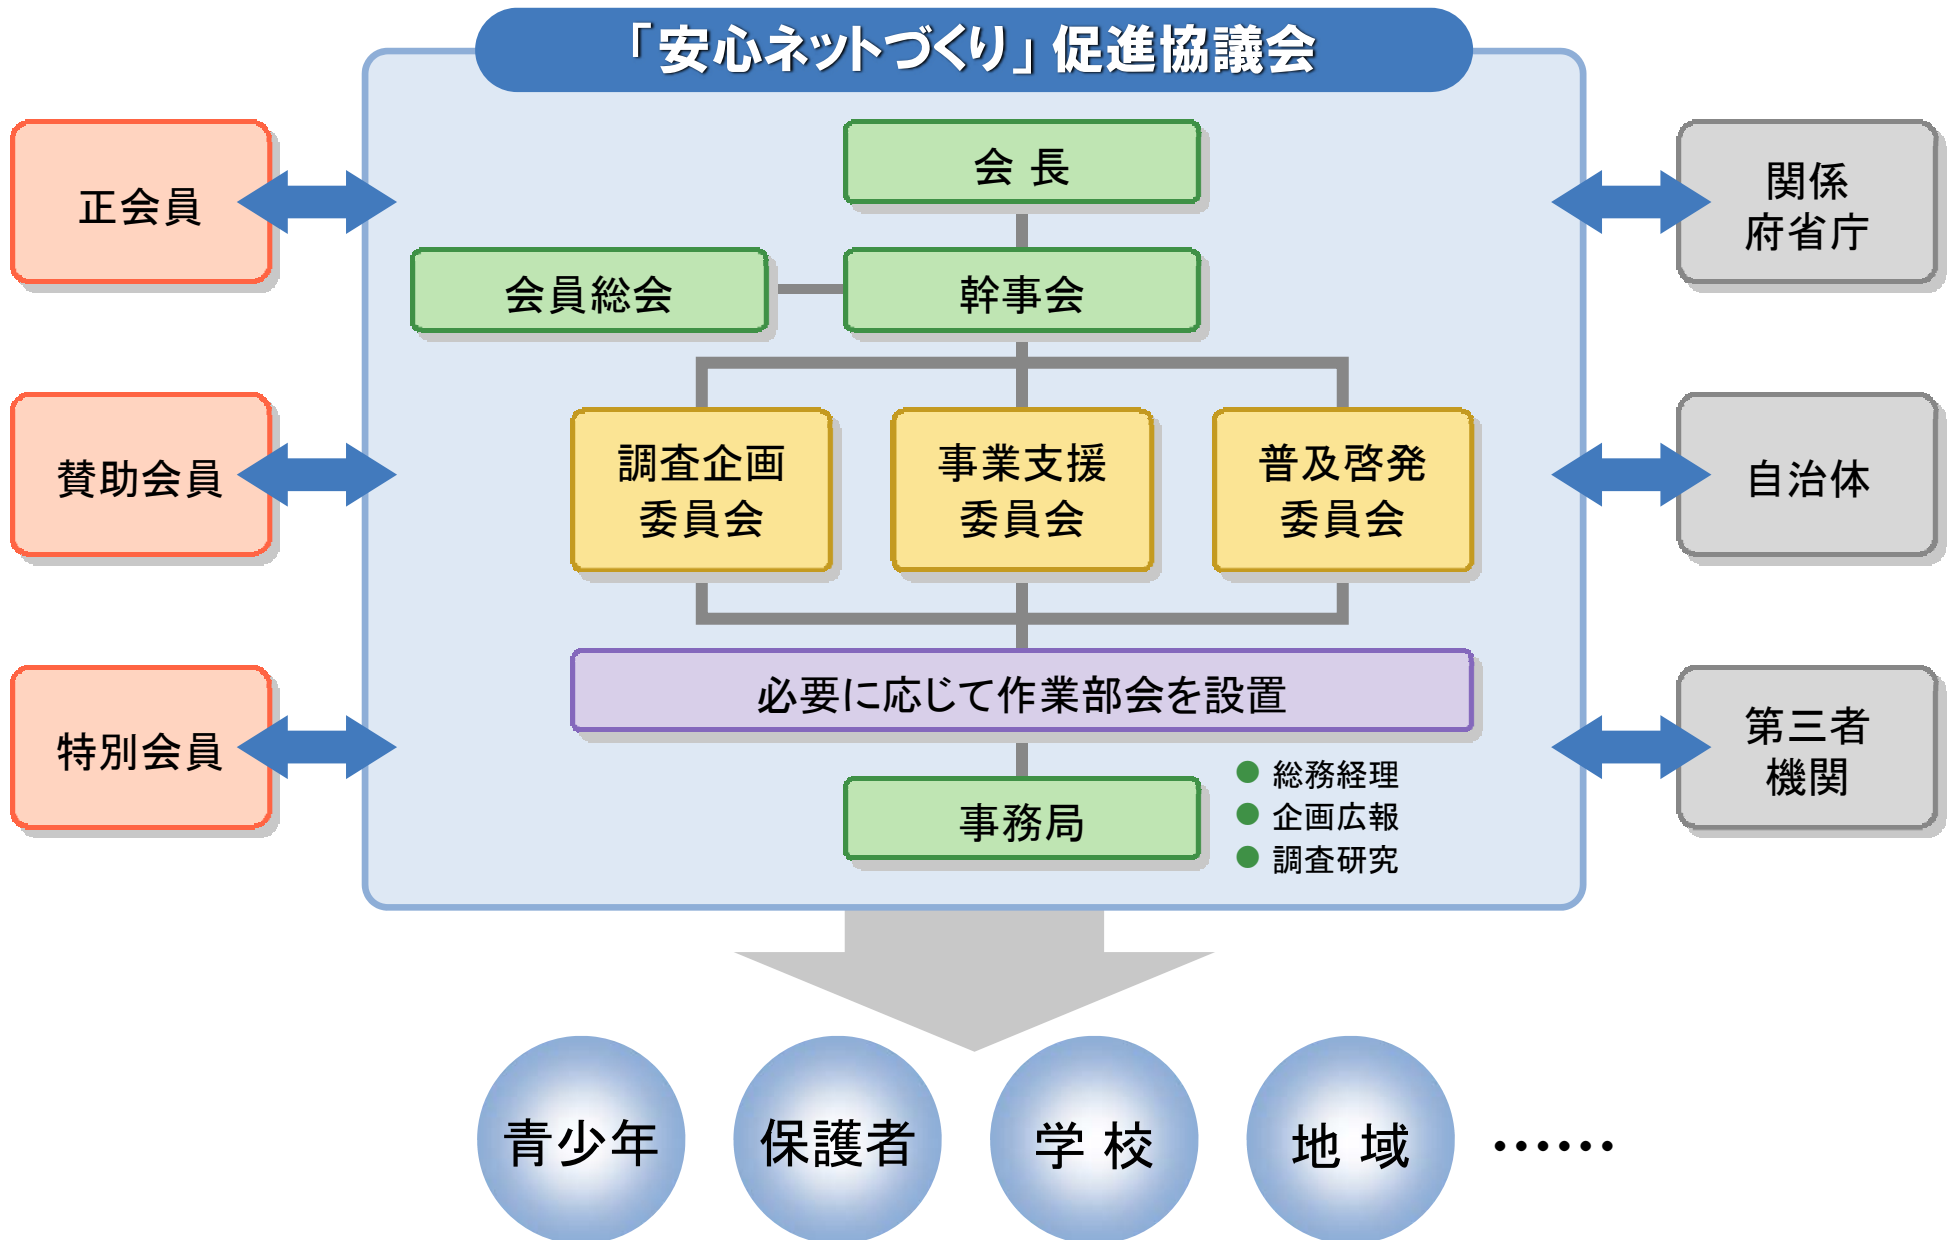 「安心ネットづくり」促進協議会
正会員
賛助会員
特別会員
会 長
会員総会
幹事会
調査企画
委員会
事業支援
委員会
普及啓発
委員会
必要に応じて作業部会を設置
事務局
● 総務経理
● 企画広報
● 調査研究
関係
府省庁
自治体
第三者
機関
青少年
保護者
学 校
地 域
……